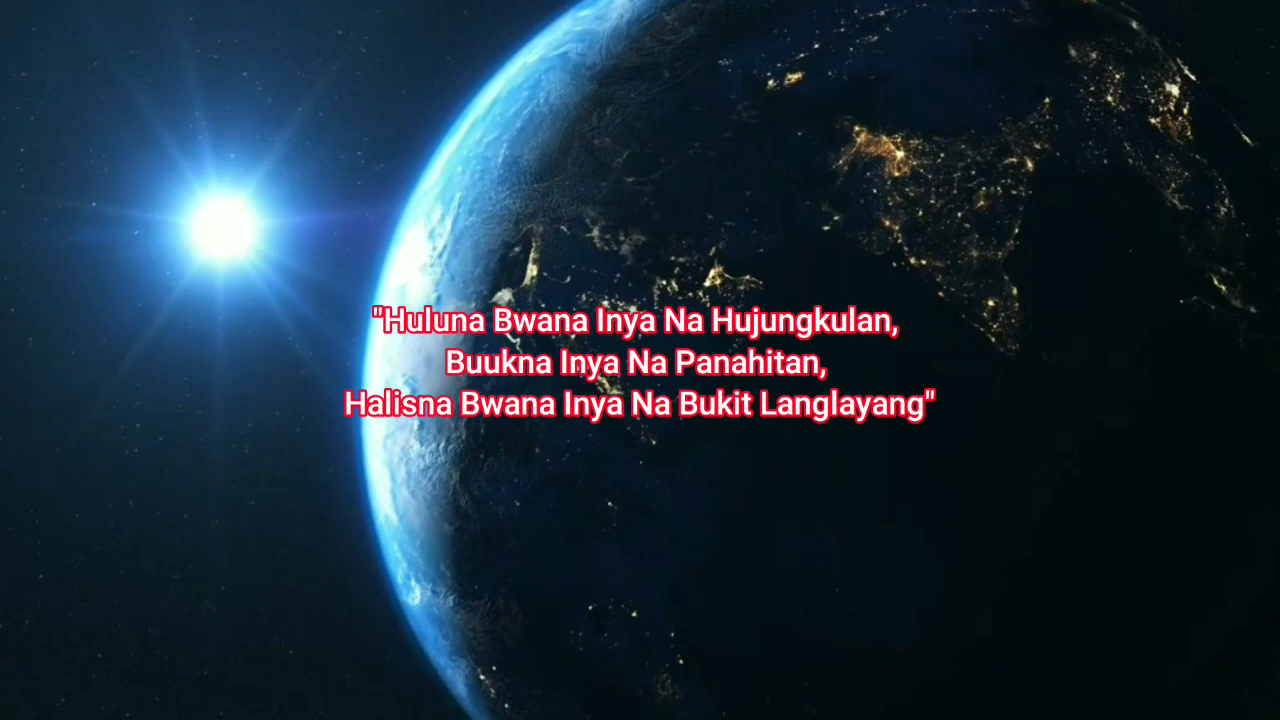 "Huluna Bwana Inya Na Hujungkulan,
Buukna Inya Na Panahitan,
Halisna Bwana Inya Na Bukit Langlayang"